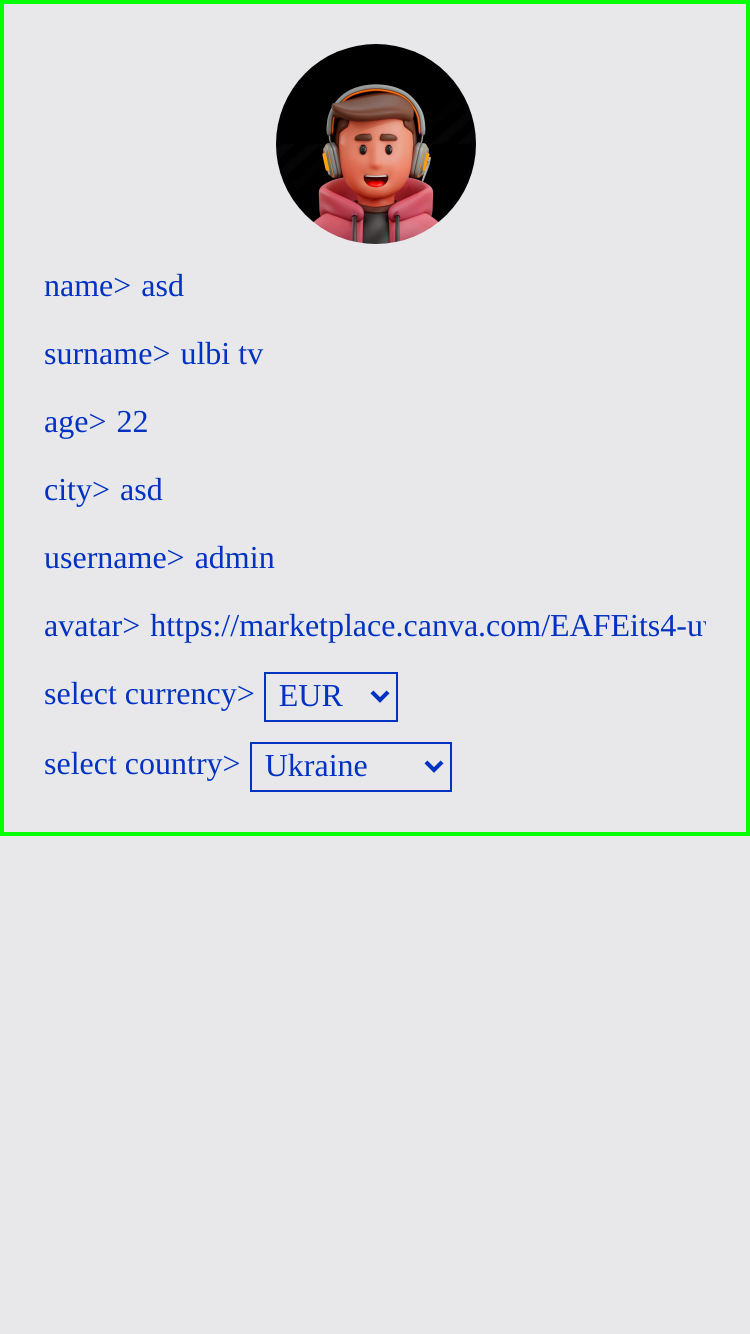 name> asd
surname> ulbi tv
age> 22
city> asd
username> admin
avatar> https://marketplace.canva.com/EAFEits4-u
select currency> EUR
select country> Ukraine